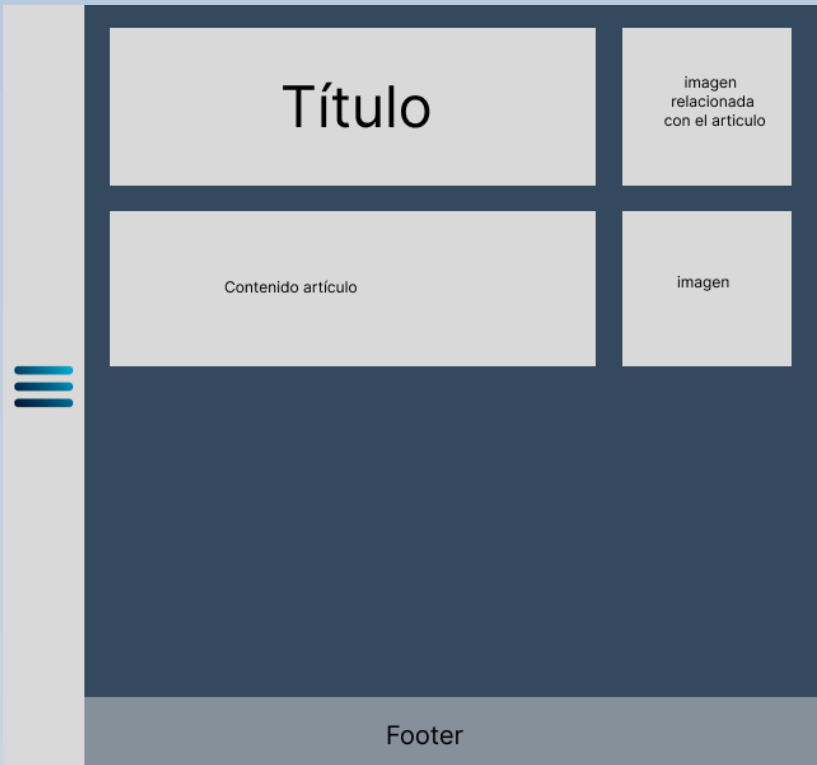 Título
imagen
relacionada
con el articulo
Contenido artículo
imagen
Footer